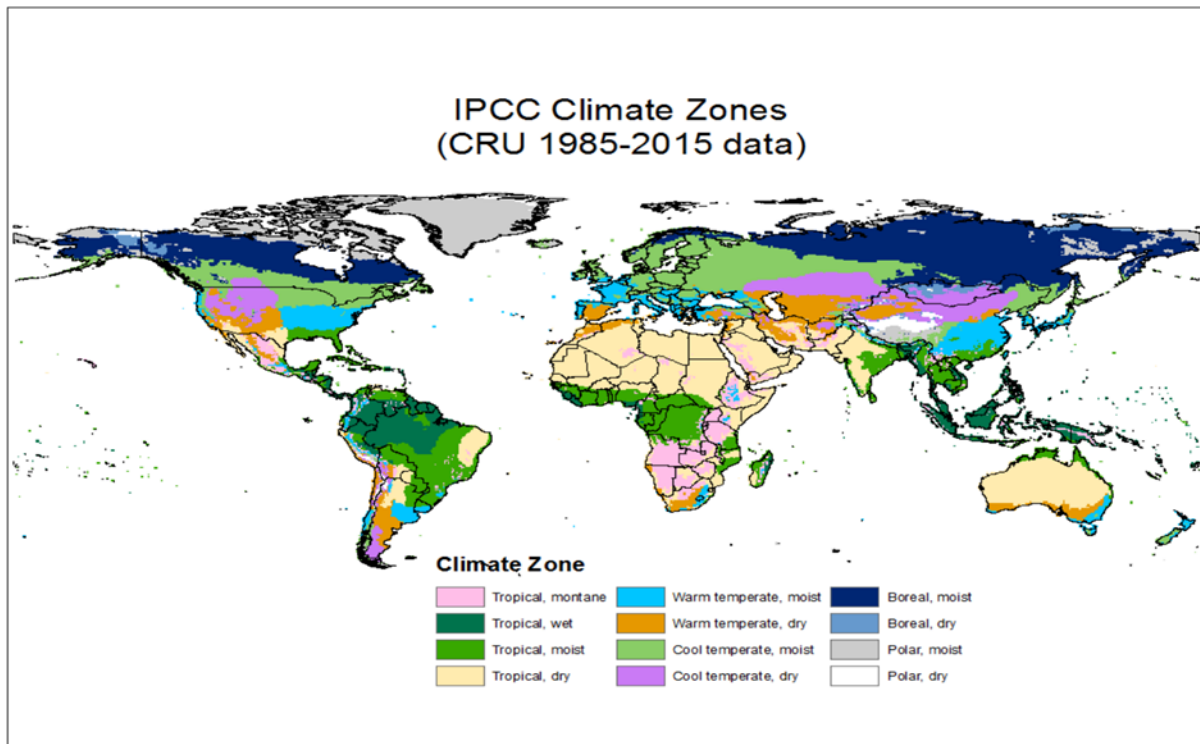 IPCC Climate Zones
(CRU 1985-2015 data)
Climate Zone
Tropical, montane
Tropical, wet
Tropical, moist
Tropical, dry
Warm temperate, moist
Warm temperate, dry
Cool temperate, moist
Cool temperate, dry
Boreal, moist
Boreal, dry
Polar, moist
Polar, dry